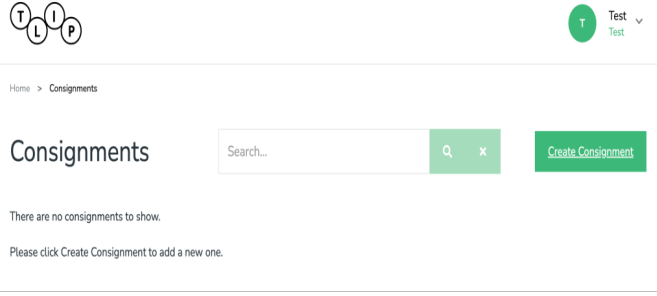 TLIP
T
Test
Test
Home > Consignments
Consignments
Search...
x
Create Consignment
There are no consignments to show.
Please click Create Consignment to add a new one.